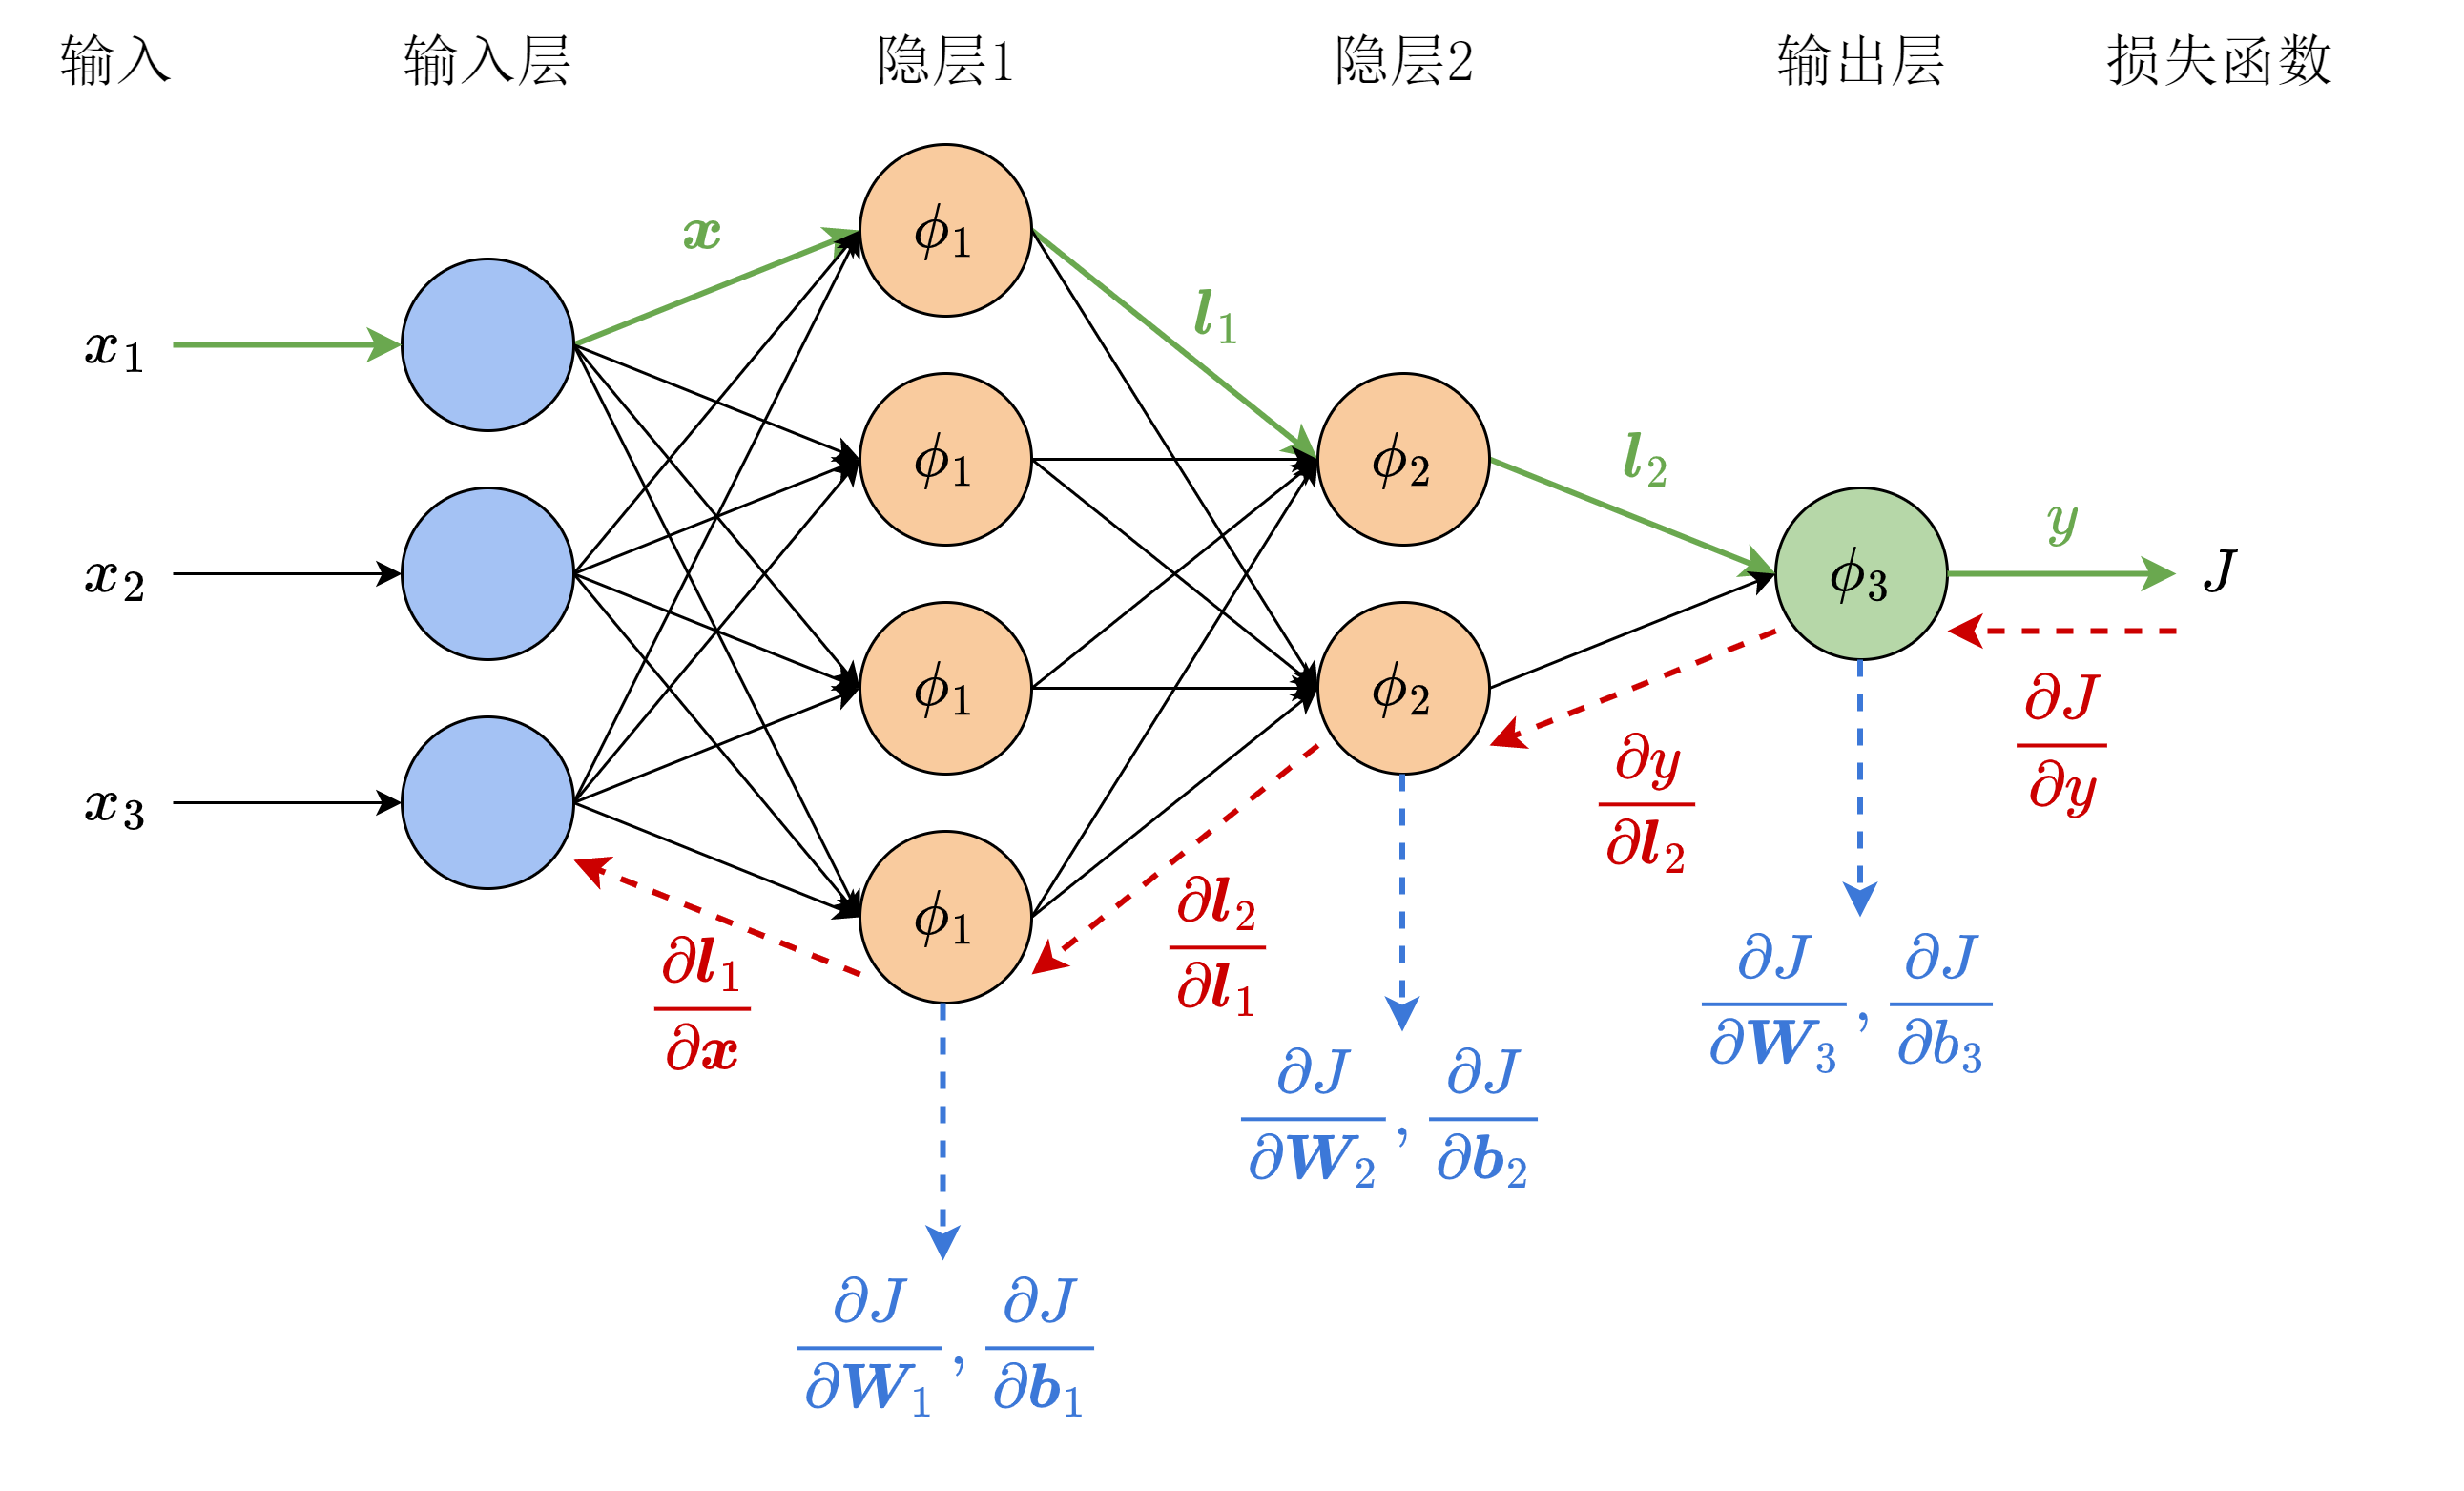 输入 输入层 隐层1 隐层2 输出层 损失函数
x₁ x ϕ₁ l₁
ϕ₁ ϕ₂ l₂
x₂ ϕ₃ y J
ϕ₁ ϕ₂
∂J/∂y
∂y/∂l₂
x₃
ϕ₁
∂l₂/∂l₁
∂l₁/∂x
∂J/∂W₃, ∂J/∂b₃
∂J/∂W₂, ∂J/∂b₂
∂J/∂W₁, ∂J/∂b₁